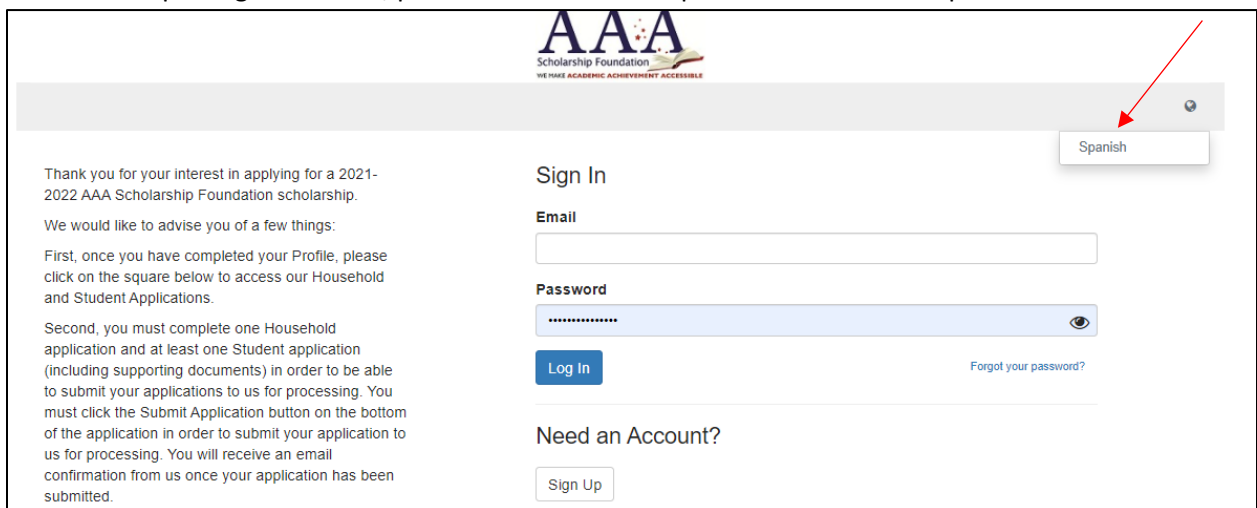 AAA
Scholarship Foundation
WE MAKE ACADEMIC ACHIEVEMENT ACCESSIBLE
Spanish
Thank you for your interest in applying for a 2021-
2022 AAA Scholarship Foundation scholarship.
We would like to advise you of a few things:
First, once you have completed your Profile, please
click on the square below to access our Household
and Student Applications.
Second, you must complete one Household
application and at least one Student application
(including supporting documents) in order to be able
to submit your applications to us for processing. You
must click the Submit Application button on the bottom
of the application in order to submit your application to
us for processing. You will receive an email
confirmation from us once your application has been
submitted.
Sign In
Email
Password
•••••••••••••••
Log In
Forgot your password?
Need an Account?
Sign Up